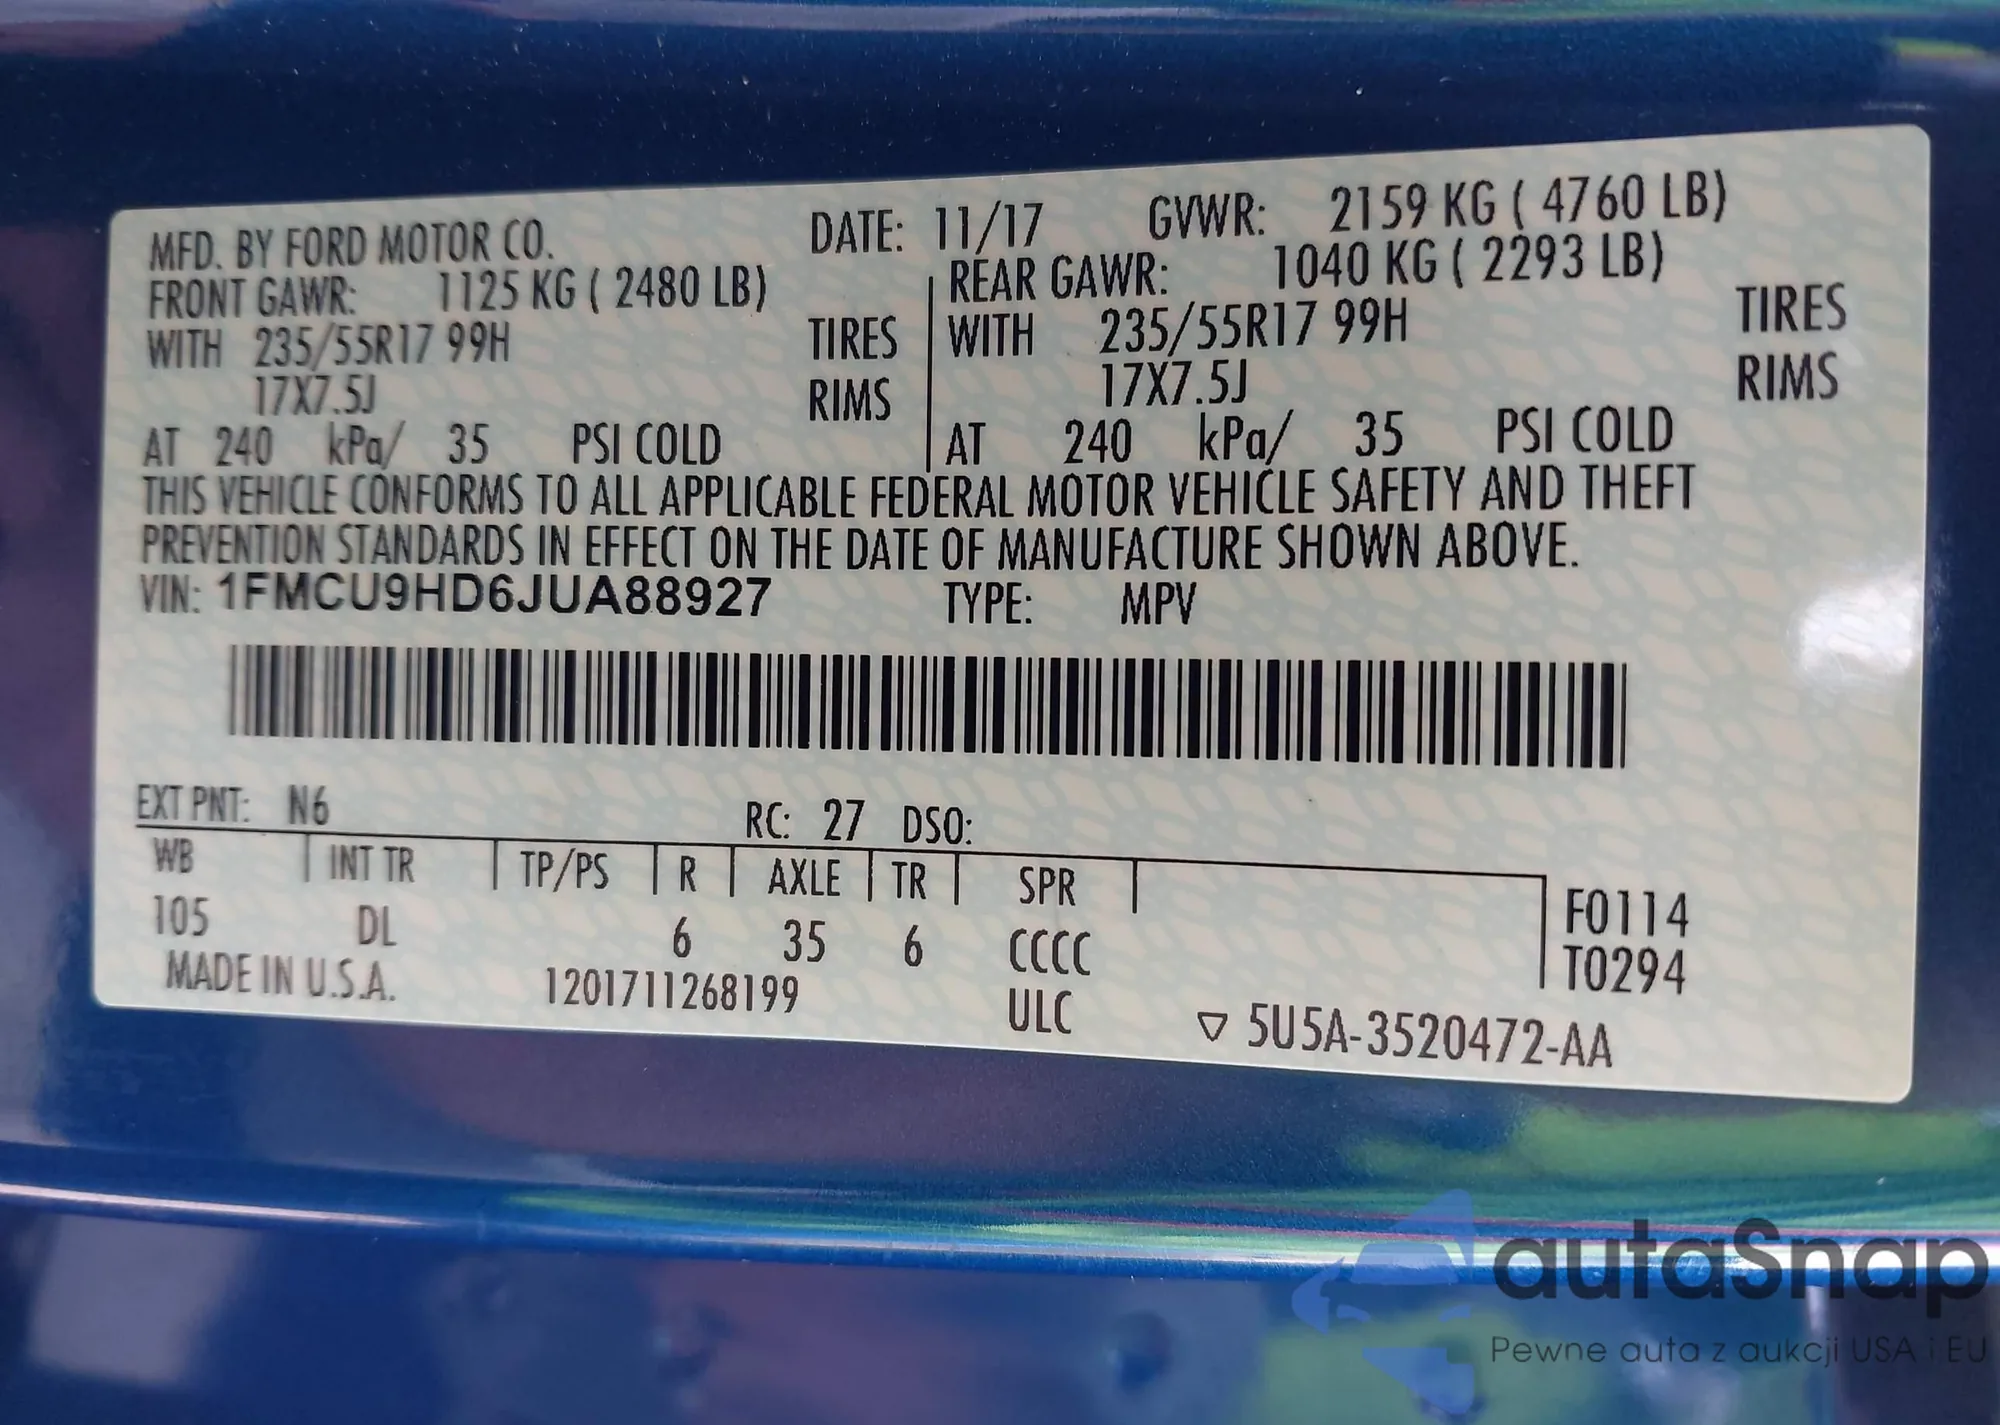 MFD. BY FORD MOTOR CO. DATE: 11/17 GVWR: 2159 KG ( 4760 LB)
FRONT GAWR: 1125 KG ( 2480 LB) REAR GAWR: 1040 KG ( 2293 LB)
WITH 235/55R17 99H TIRES WITH 235/55R17 99H TIRES
17X7.5J RIMS 17X7.5J RIMS
AT 240 kPa/ 35 PSI COLD AT 240 kPa/ 35 PSI COLD
THIS VEHICLE CONFORMS TO ALL APPLICABLE FEDERAL MOTOR VEHICLE SAFETY AND THEFT
PREVENTION STANDARDS IN EFFECT ON THE DATE OF MANUFACTURE SHOWN ABOVE.
VIN: 1FMCU9HD6JUA88927 TYPE: MPV
EXT PNT: N6 RC: 27 DSO:
WB INT TR TP/PS R AXLE TR SPR
105 DL 6 35 6 CCCC
F0114
T0294
MADE IN U.S.A. 1201711268199 ULC ▽ 5U5A-3520472-AA
autaSnap
Pewne auta z aukcji USA i EU